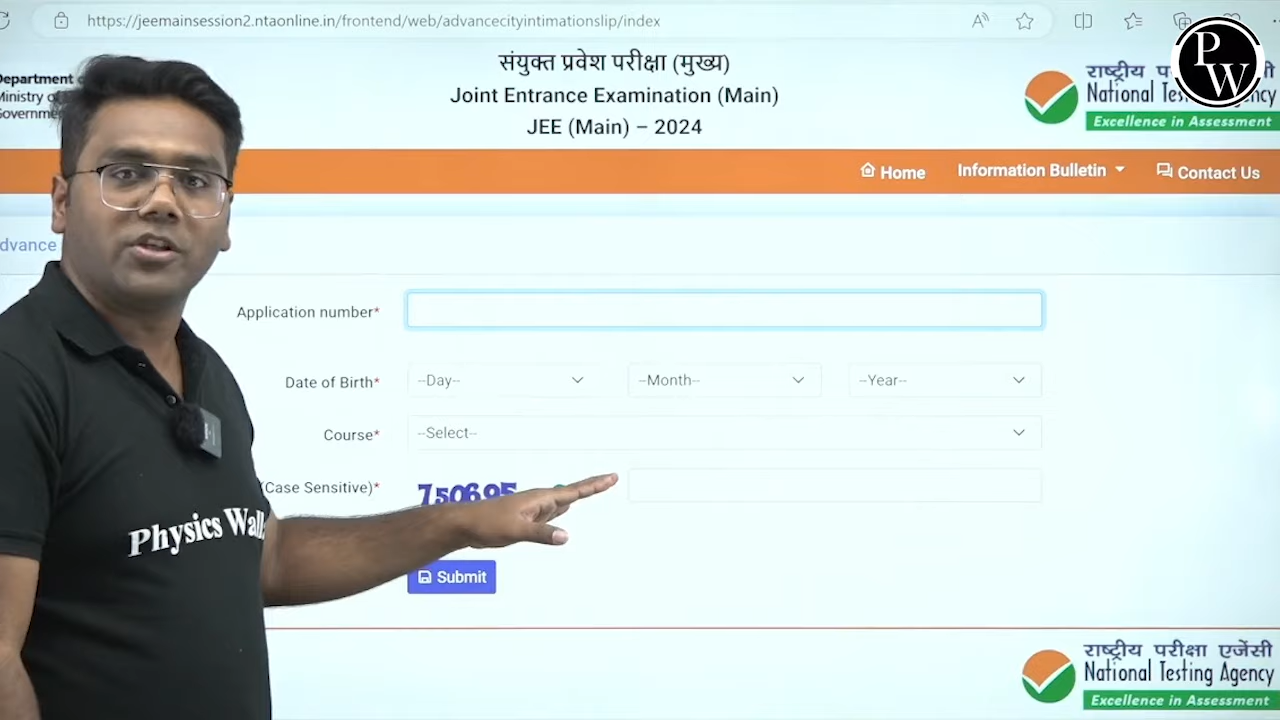 https://jeemainsession2.ntaonline.in/frontend/web/advancecityintimationslip/index
PW
संयुक्त प्रवेश परीक्षा (मुख्य)
Joint Entrance Examination (Main)
JEE (Main) – 2024
Department
Ministry
राष्ट्रीय
National
Excellence in Assessment
Home
Information Bulletin
Contact Us
dvance
Application number*
Date of Birth*
--Day--
--Month--
--Year--
Course*
--Select--
(Case Sensitive)*
750695
Physics Wall
Submit
राष्ट्रीय परीक्षा एजेंसी
National Testing Agency
Excellence in Assessment